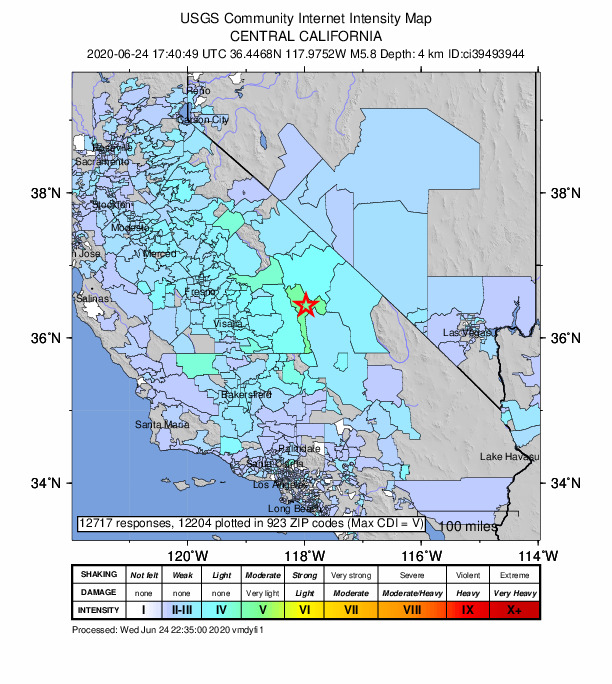 USGS Community Internet Intensity Map
CENTRAL CALIFORNIA
2020-06-24 17:40:49 UTC 36.4468N 117.9752W M5.8 Depth: 4 km ID:ci39493944
Reno
Carson City
Roseville
Sacramento
38°N
38°N
Stockton
Modesto
n Jose
Merced
Fresno
Salinas
Visalia
36°N
Las Vegas
36°N
Bakersfield
Santa Maria
Palmdale
Lake Havasu
Santa Clarita
34°N
Los Angeles
34°N
Long Beach
12717 responses, 12204 plotted in 923 ZIP codes (Max CDI = V)
100 miles
120°W 118°W 116°W 114°W
SHAKING Not felt Weak Light Moderate Strong Very strong Severe Violent Extreme
DAMAGE none none none Very light Light Moderate Moderate/Heavy Heavy Very Heavy
INTENSITY I II-III IV V VI VII VIII IX X+
Processed: Wed Jun 24 22:35:00 2020 vmdyfi1